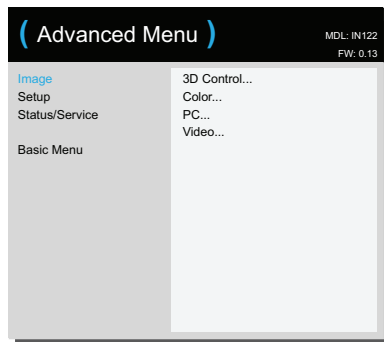 ( Advanced Menu )
MDL: IN122
FW: 0.13
Image
Setup
Status/Service
Basic Menu
3D Control...
Color...
PC...
Video...